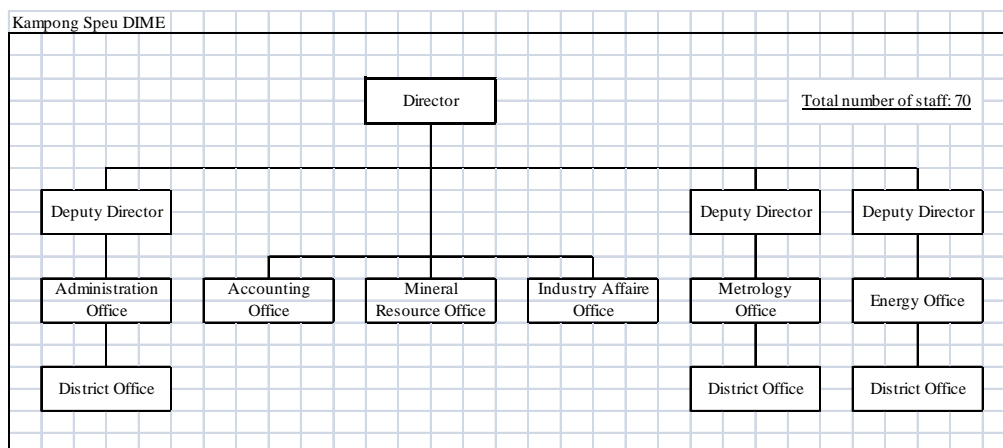 Kampong Speu DIME
Director
Total number of staff: 70
Deputy Director
Deputy Director
Deputy Director
Administration
Office
Accounting
Office
Mineral
Resource Office
Industry Affaire
Office
Metrology
Office
Energy Office
District Office
District Office
District Office